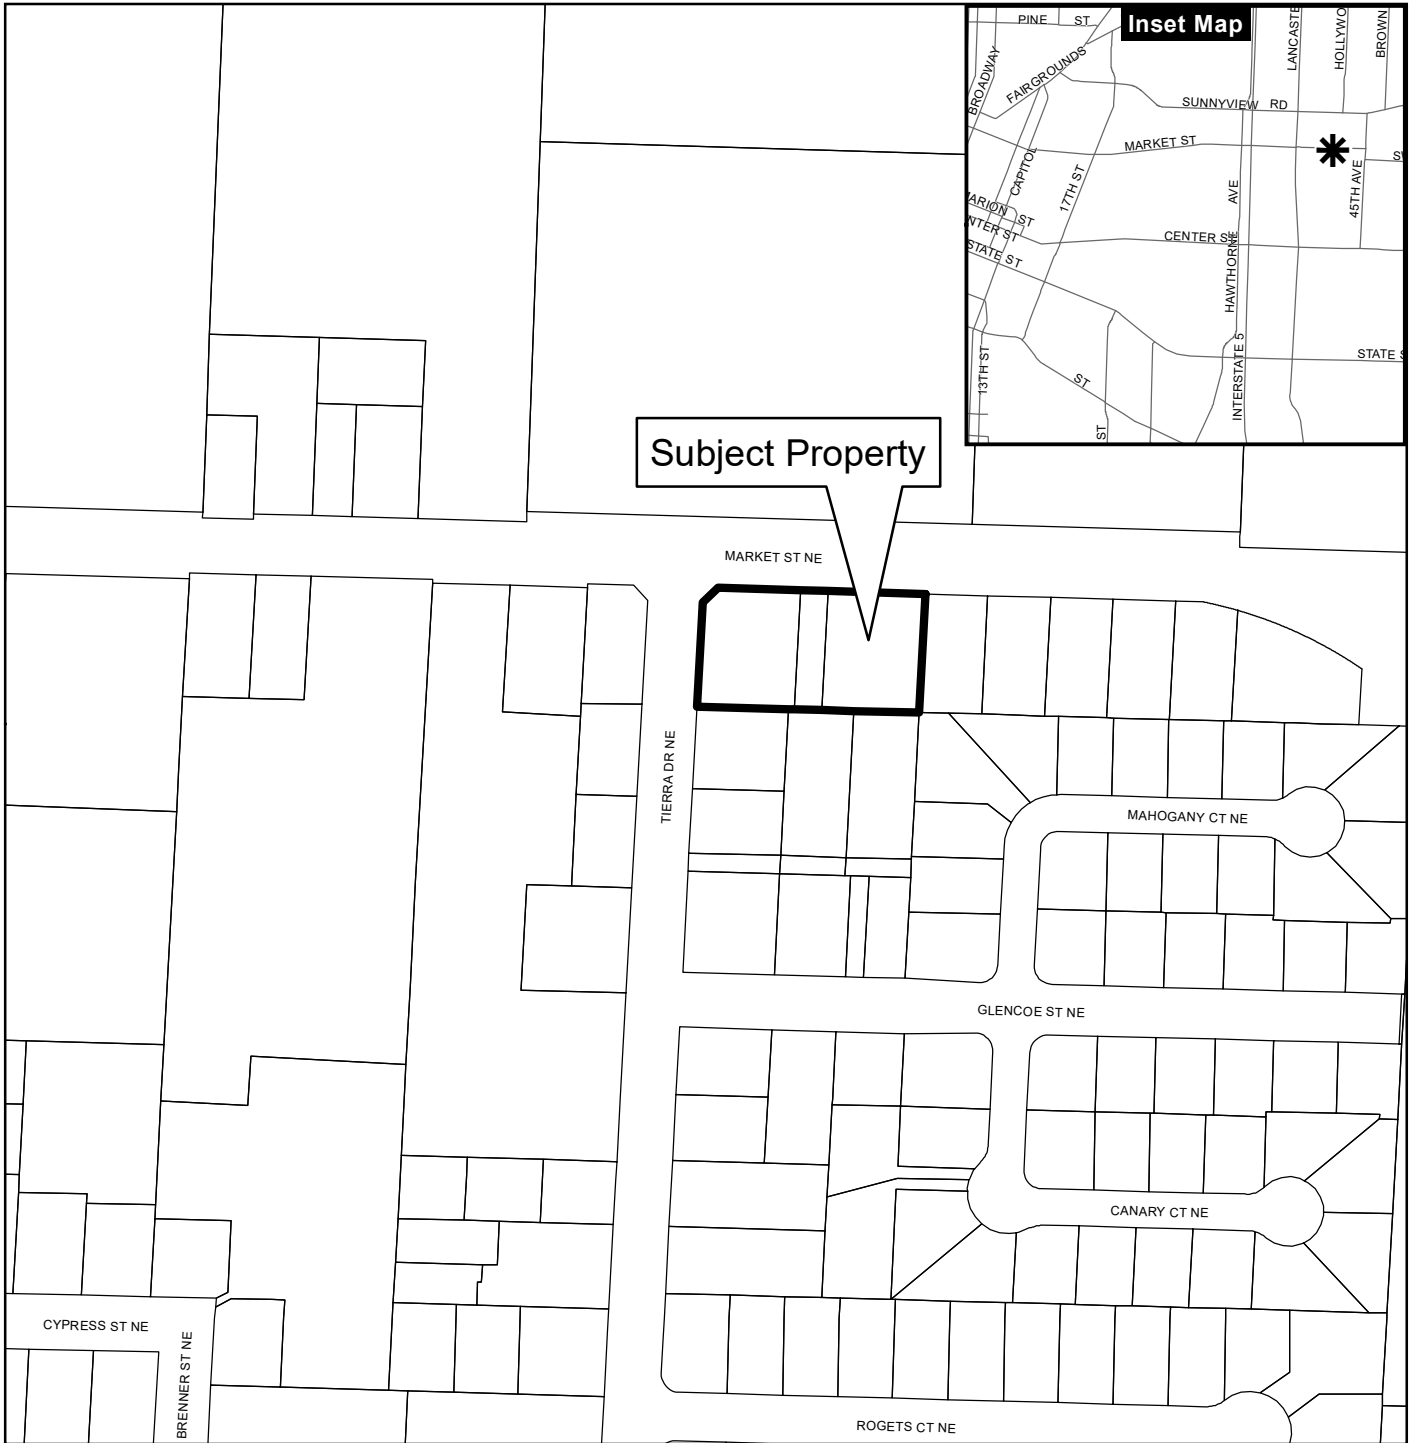 Inset Map
PINE ST
BROADWAY
FAIRGROUNDS
LANCASTE
HOLLYWO
BROWN
SUNNYVIEW RD
MARKET ST
CAPITOL
17TH ST
AVE
45TH AVE
ARION ST
NTER ST
STATE ST
CENTER S
HAWTHORNE
INTERSTATE 5
STATE S
13TH ST
ST
ST
Subject Property
MARKET ST NE
TIERRA DR NE
MAHOGANY CT NE
GLENCOE ST NE
CANARY CT NE
CYPRESS ST NE
BRENNER ST NE
ROGETS CT NE